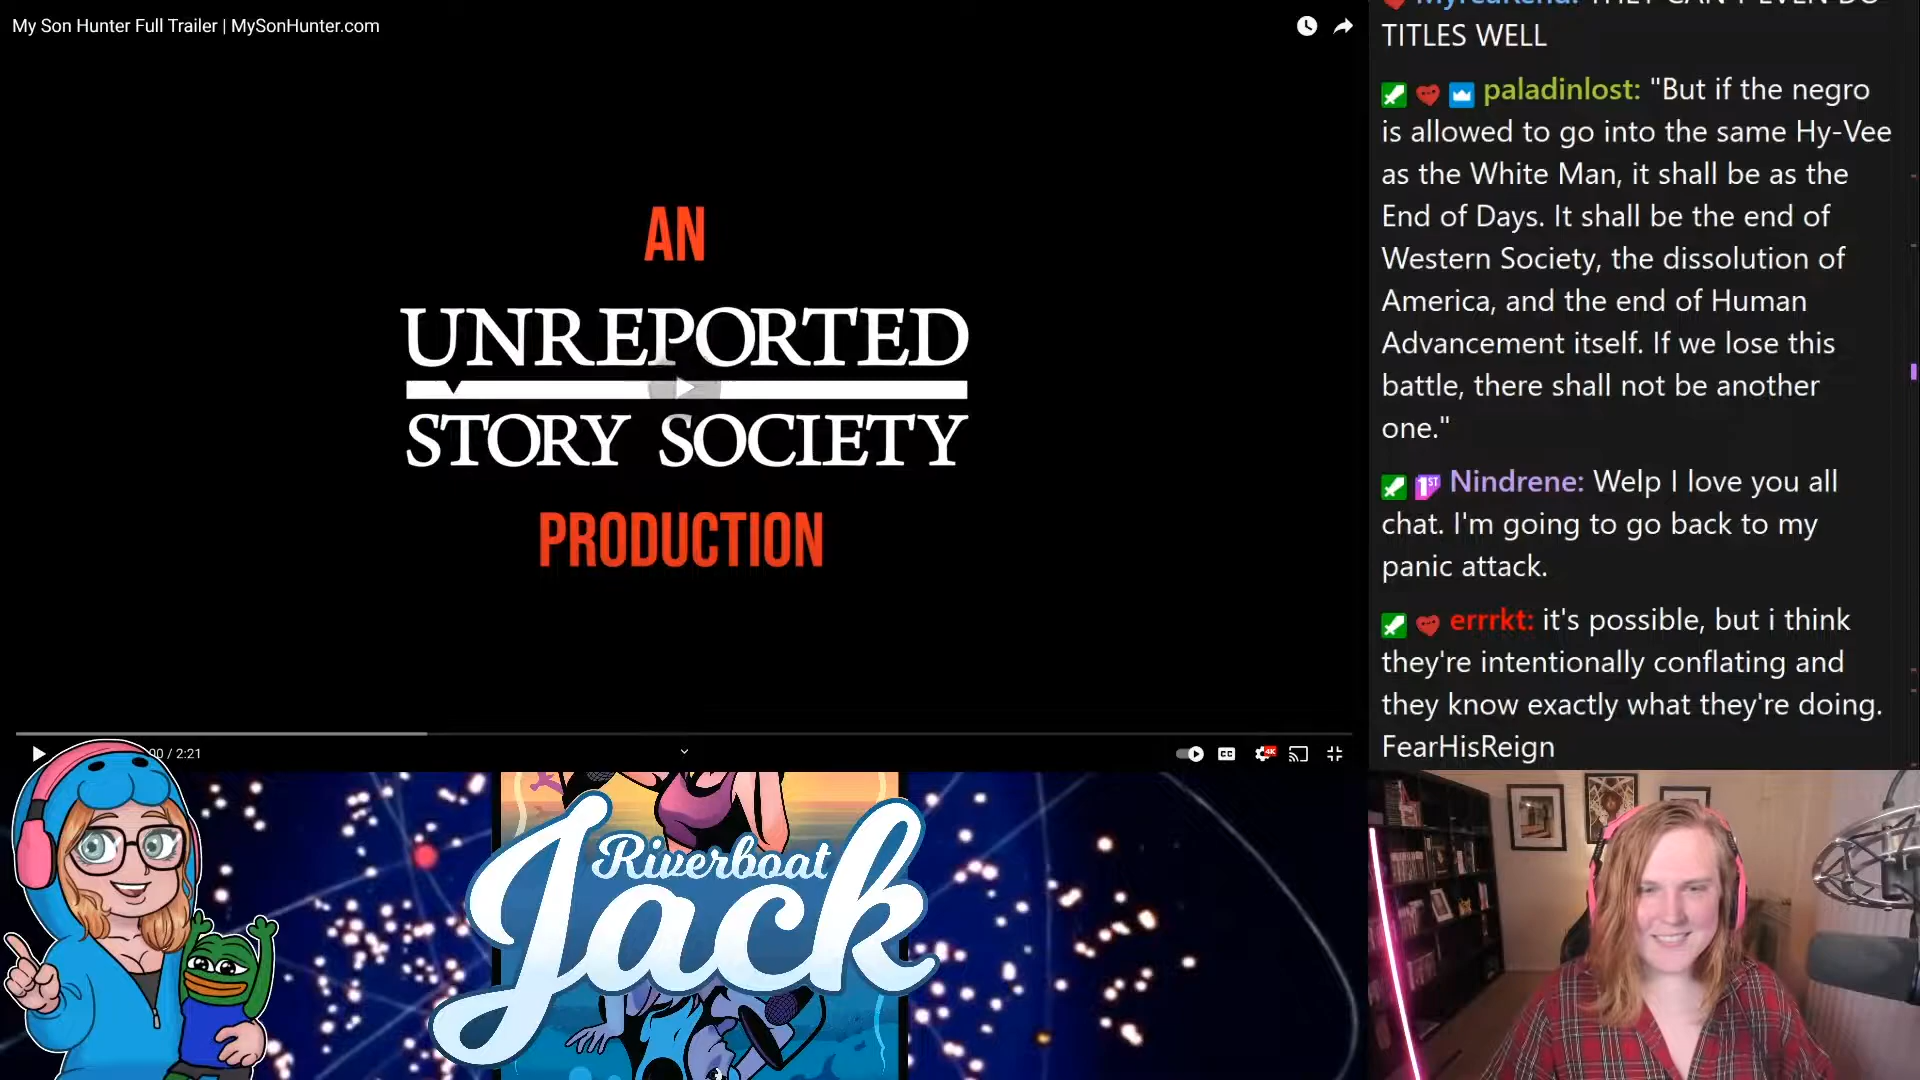 My Son Hunter Full Trailer | MySonHunter.com
AN
UNREPORTED
STORY SOCIETY
PRODUCTION
/ 2:21
CC
4K
Riverboat
Jack
TITLES WELL
paladinlost: "But if the negro
is allowed to go into the same Hy-Vee
as the White Man, it shall be as the
End of Days. It shall be the end of
Western Society, the dissolution of
America, and the end of Human
Advancement itself. If we lose this
battle, there shall not be another
one."
1ST Nindrene: Welp I love you all
chat. I'm going to go back to my
panic attack.
errrkt: it's possible, but i think
they're intentionally conflating and
they know exactly what they're doing.
FearHisReign